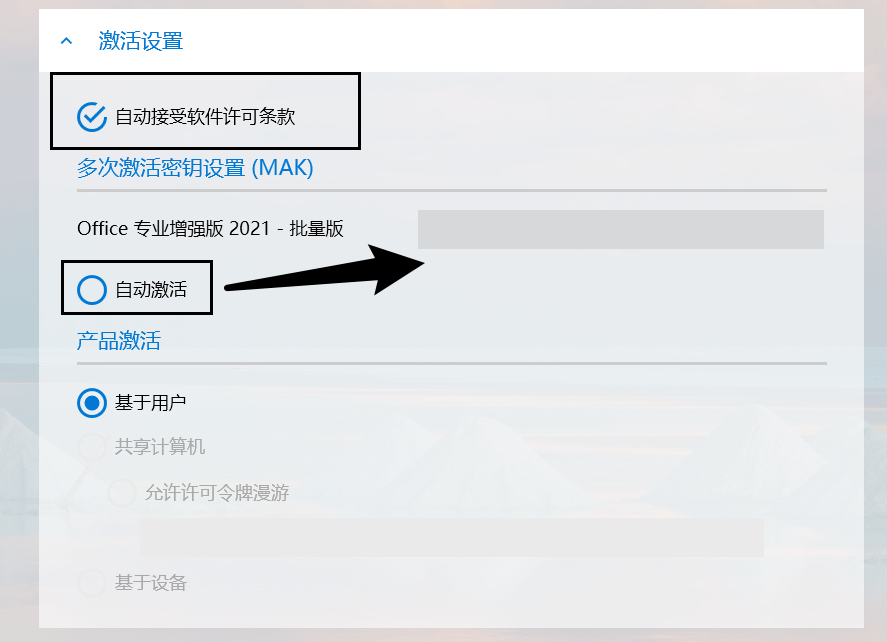 激活设置
自动接受软件许可条款
多次激活密钥设置 (MAK)
Office 专业增强版 2021 - 批量版
自动激活
产品激活
基于用户
共享计算机
允许许可令牌漫游
基于设备